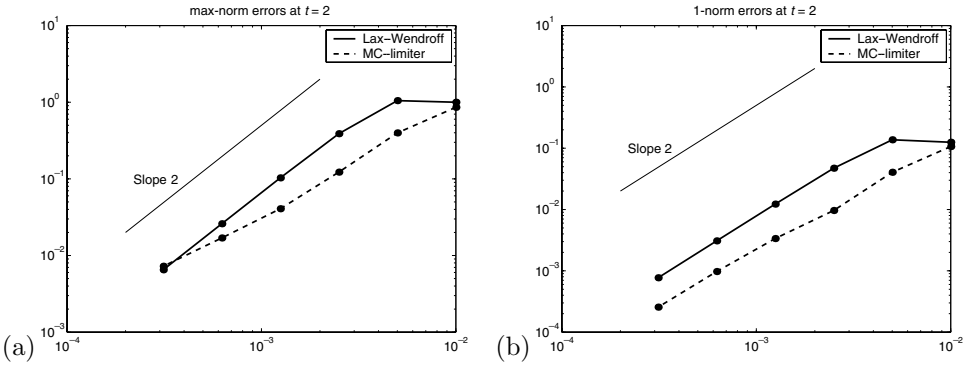 max-norm errors at t = 2
10^1
10^0
10^-1
10^-2
10^-3
10^-4
10^-3
10^-2
Lax-Wendroff
MC-limiter
Slope 2
(a)
1-norm errors at t = 2
10^1
10^0
10^-1
10^-2
10^-3
10^-4
10^-4
10^-3
10^-2
Lax-Wendroff
MC-limiter
Slope 2
(b)